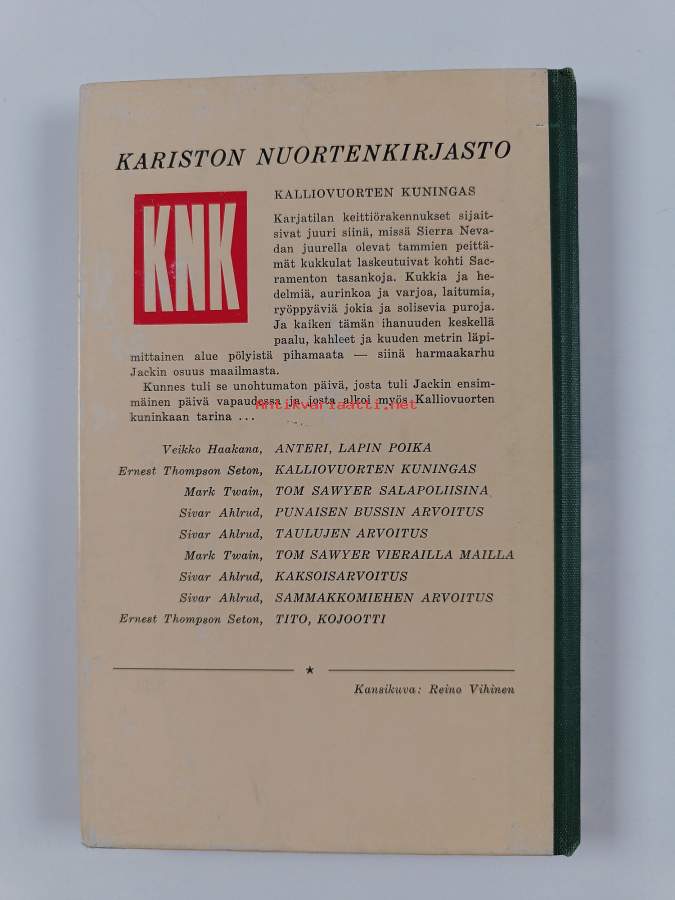 KARISTON NUORTENKIRJASTO
KNK
KALLIOVUORTEN KUNINGAS
Karjatilan keittiörakennukset sijait-
sivat juuri siinä, missä Sierra Neva-
dan juurella olevat tammien peittä-
mät kukkulat laskeutuivat kohti Sac-
ramenton tasankoja. Kukkia ja he-
delmiä, aurinkoa ja varjoa, laitumia,
ryöppyäviä jokia ja solisevia puroja.
Ja kaiken tämän ihanuuden keskellä
paalu, kahleet ja kuuden metrin läpi-
mittainen alue pölyistä pihamaata — siinä harmaakarhu
Jackin osuus maailmasta.
Kunnes tuli se unohtumaton päivä, josta tuli Jackin ensim-
mäinen päivä vapaudessa ja josta alkoi myös Kalliovuorten
Antikvariaatti.net
kuninkaan tarina ...
Veikko Haakana, ANTERI, LAPIN POIKA
Ernest Thompson Seton, KALLIOVUORTEN KUNINGAS
Mark Twain, TOM SAWYER SALAPOLIISINA
Sivar Ahlrud, PUNAISEN BUSSIN ARVOITUS
Sivar Ahlrud, TAULUJEN ARVOITUS
Mark Twain, TOM SAWYER VIERAILLA MAILLA
Sivar Ahlrud, KAKSOISARVOITUS
Sivar Ahlrud, SAMMAKKOMIEHEN ARVOITUS
Ernest Thompson Seton, TITO, KOJOOTTI
Kansikuva: Reino Vihinen